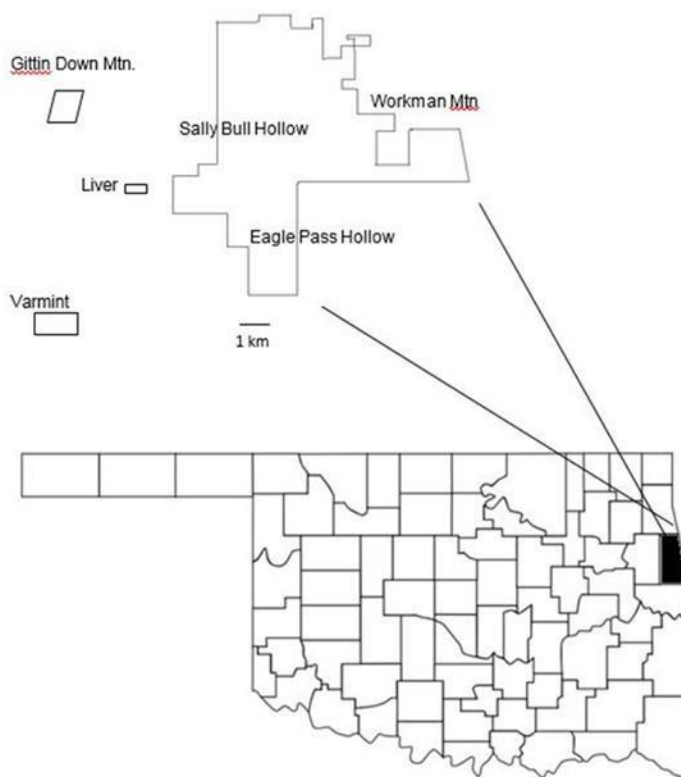 Gittin Down Mtn.
Workman Mtn
Sally Bull Hollow
Liver
Eagle Pass Hollow
Varmint
1 km